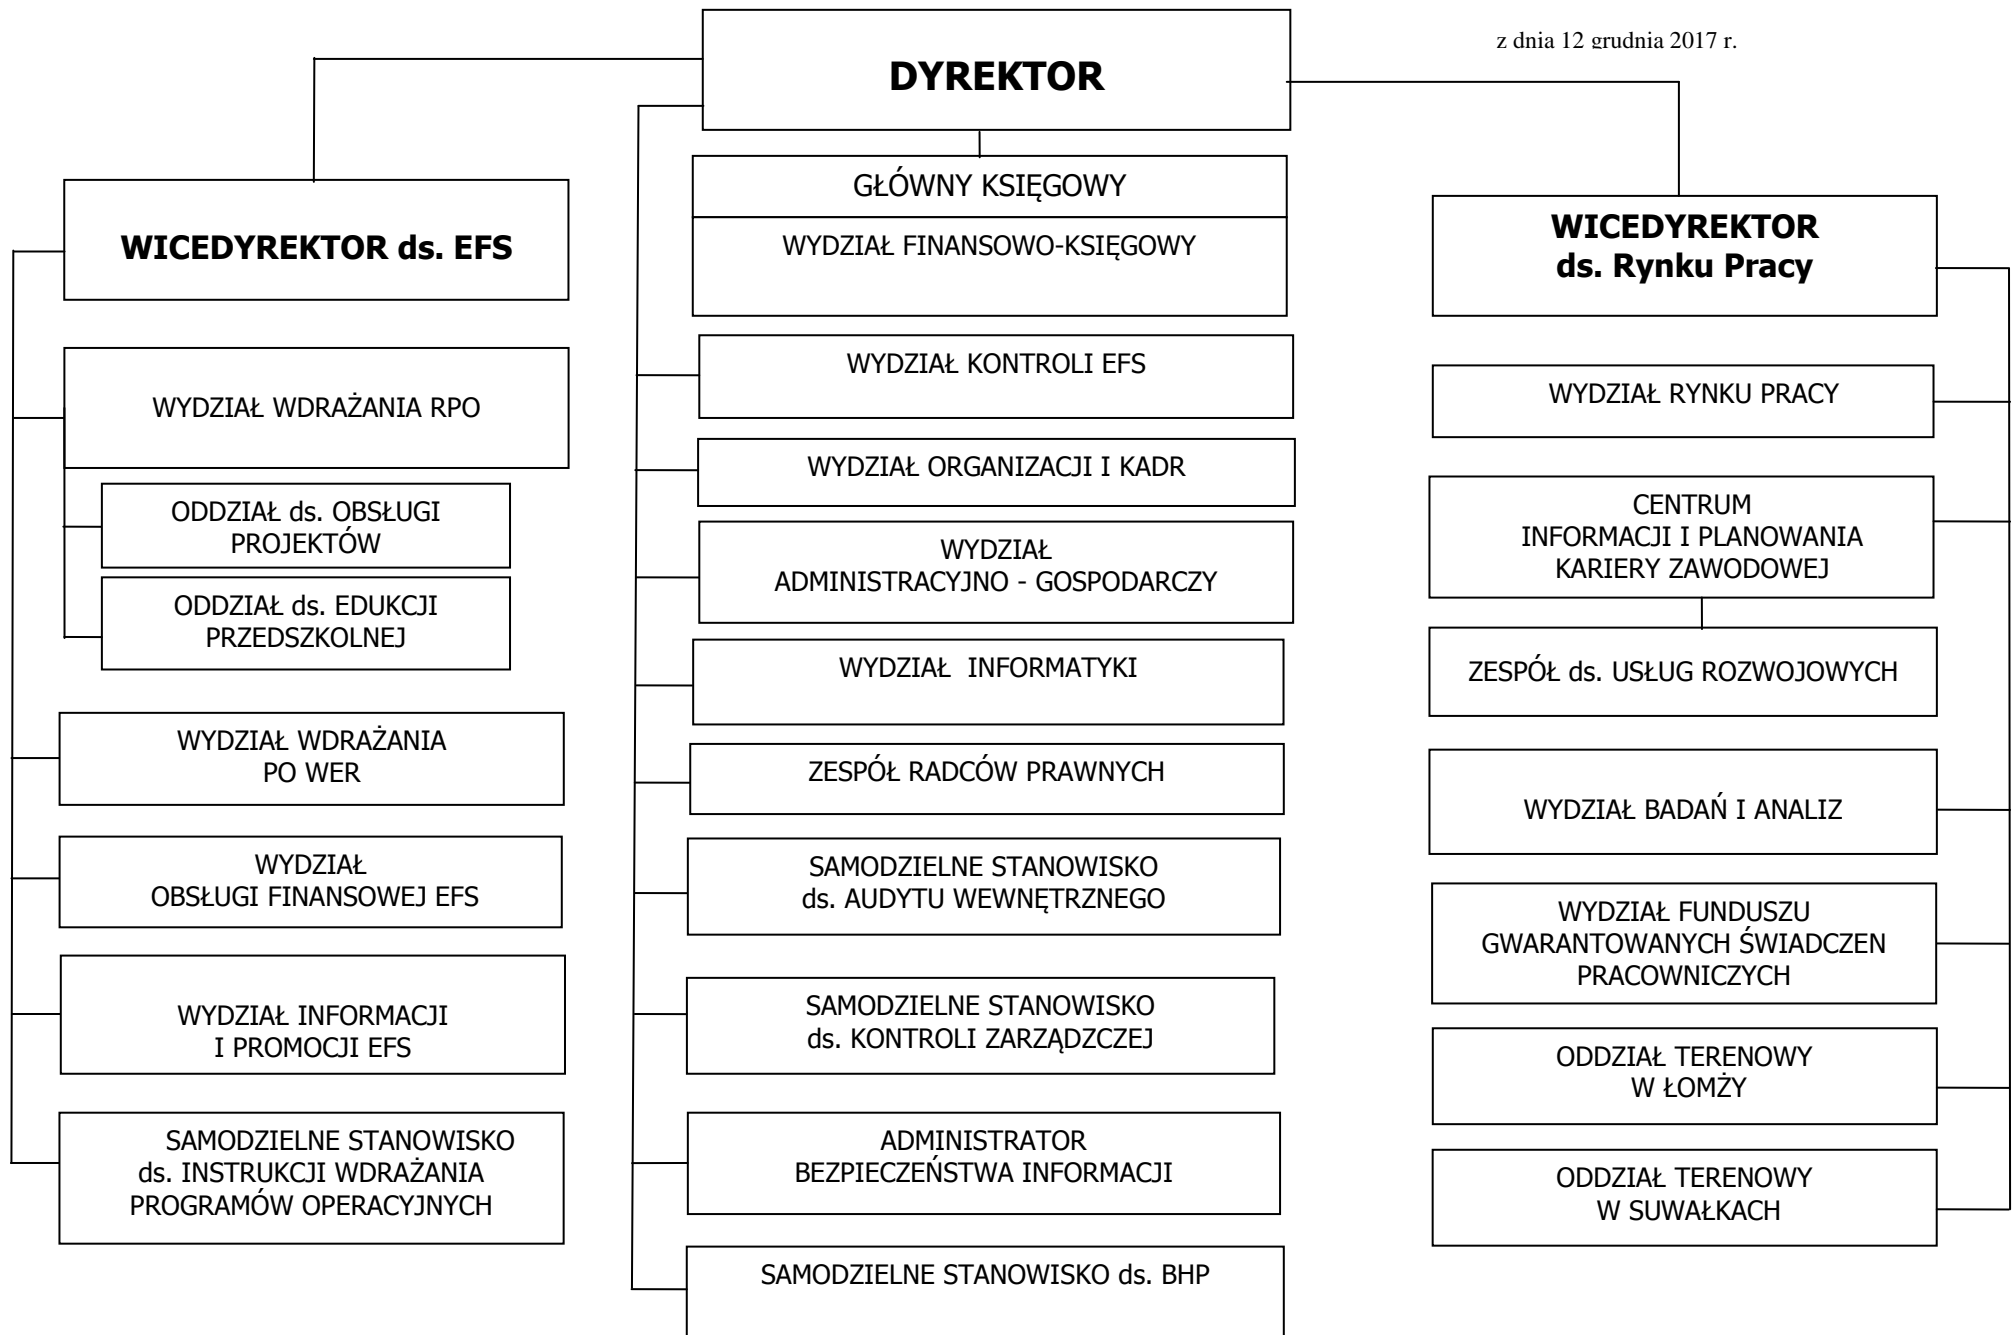 z dnia 12 grudnia 2017 r.
DYREKTOR
GŁÓWNY KSIĘGOWY
WYDZIAŁ FINANSOWO-KSIĘGOWY
WICEDYREKTOR ds. EFS
WYDZIAŁ WDRAŻANIA RPO
ODDZIAŁ ds. OBSŁUGI
PROJEKTÓW
ODDZIAŁ ds. EDUKCJI
PRZEDSZKOLNEJ
WYDZIAŁ WDRAŻANIA
PO WER
WYDZIAŁ
OBSŁUGI FINANSOWEJ EFS
WYDZIAŁ INFORMACJI
I PROMOCJI EFS
SAMODZIELNE STANOWISKO
ds. INSTRUKCJI WDRAŻANIA
PROGRAMÓW OPERACYJNYCH
WYDZIAŁ KONTROLI EFS
WYDZIAŁ ORGANIZACJI I KADR
WYDZIAŁ
ADMINISTRACYJNO - GOSPODARCZY
WYDZIAŁ INFORMATYKI
ZESPÓŁ RADCÓW PRAWNYCH
SAMODZIELNE STANOWISKO
ds. AUDYTU WEWNĘTRZNEGO
SAMODZIELNE STANOWISKO
ds. KONTROLI ZARZĄDZCZEJ
ADMINISTRATOR
BEZPIECZEŃSTWA INFORMACJI
SAMODZIELNE STANOWISKO ds. BHP
WICEDYREKTOR
ds. Rynku Pracy
WYDZIAŁ RYNKU PRACY
CENTRUM
INFORMACJI I PLANOWANIA
KARIERY ZAWODOWEJ
ZESPÓŁ ds. USŁUG ROZWOJOWYCH
WYDZIAŁ BADAŃ I ANALIZ
WYDZIAŁ FUNDUSZU
GWARANTOWANYCH ŚWIADCZEN
PRACOWNICZYCH
ODDZIAŁ TERENOWY
W ŁOMŻY
ODDZIAŁ TERENOWY
W SUWAŁKACH